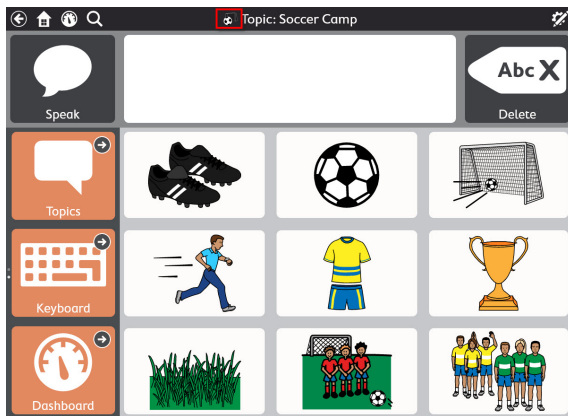 Topic: Soccer Camp
Speak
Abc X
Delete
Topics
Keyboard
Dashboard